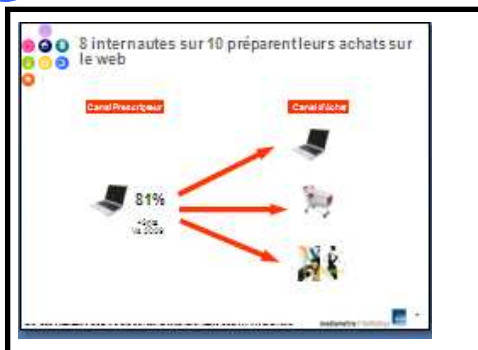 8 internautes sur 10 préparent leurs achats sur
le web
Canal Prescripteur
Canal d'Achat
81%